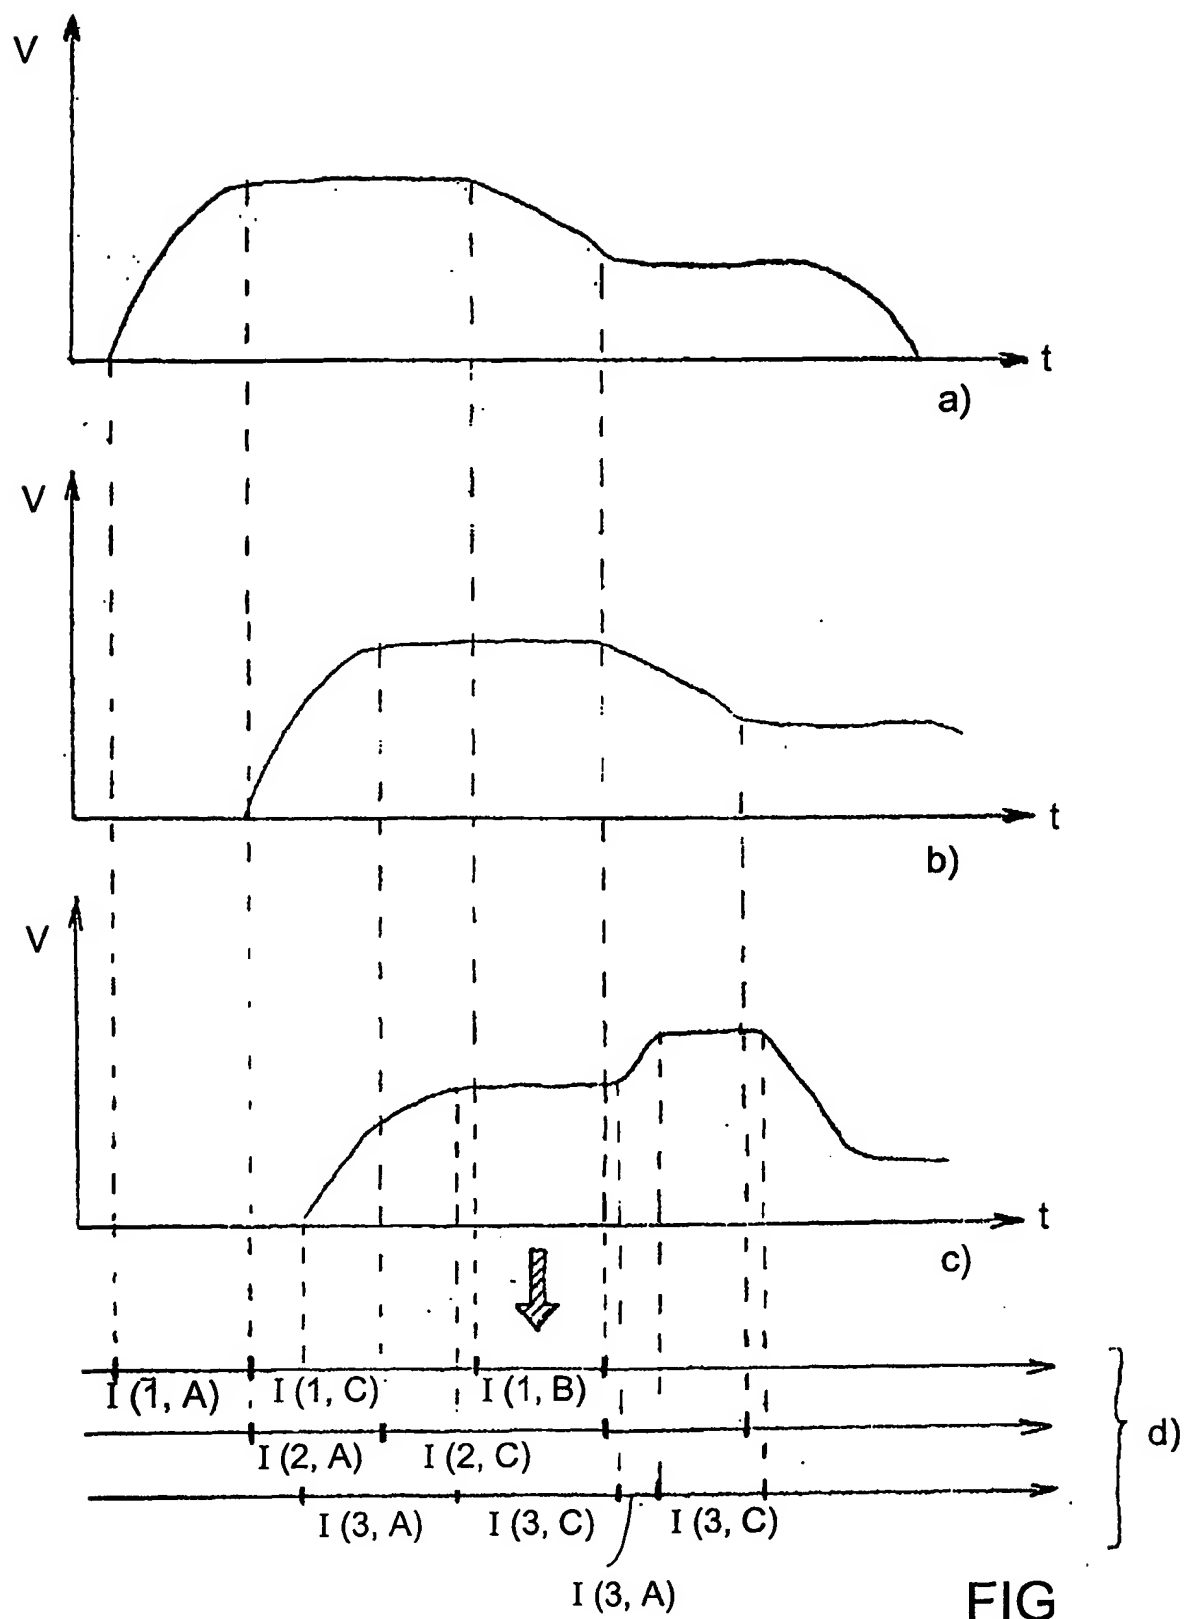 V
t
a)
V
t
b)
V
t
c)
I (1, A) I (1, C) I (1, B)
I (2, A) I (2, C)
d)
I (3, A) I (3, C) I (3, C)
I (3, A)
FIG